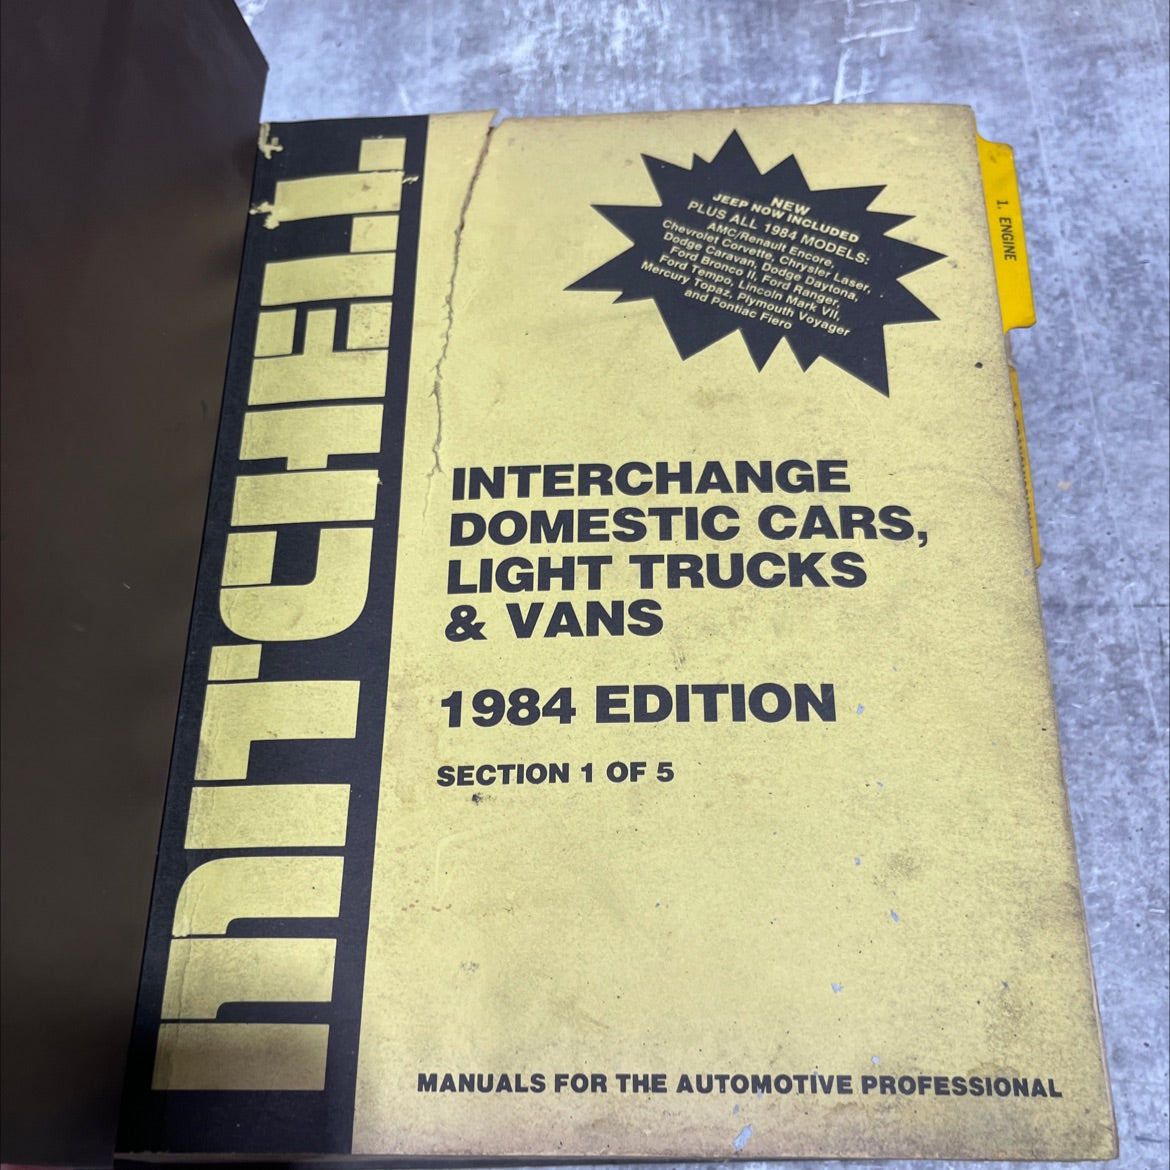 MITCHELL
NEW
JEEP NOW INCLUDED
PLUS ALL 1984 MODELS:
AMC/Renault Encore,
Chevrolet Corvette, Chrysler Laser,
Dodge Caravan, Dodge Daytona,
Ford Bronco II, Ford Ranger,
Ford Tempo, Lincoln Mark VII,
Mercury Topaz, Plymouth Voyager
and Pontiac Fiero
INTERCHANGE
DOMESTIC CARS,
LIGHT TRUCKS
& VANS
1984 EDITION
SECTION 1 OF 5
MANUALS FOR THE AUTOMOTIVE PROFESSIONAL
1. ENGINE